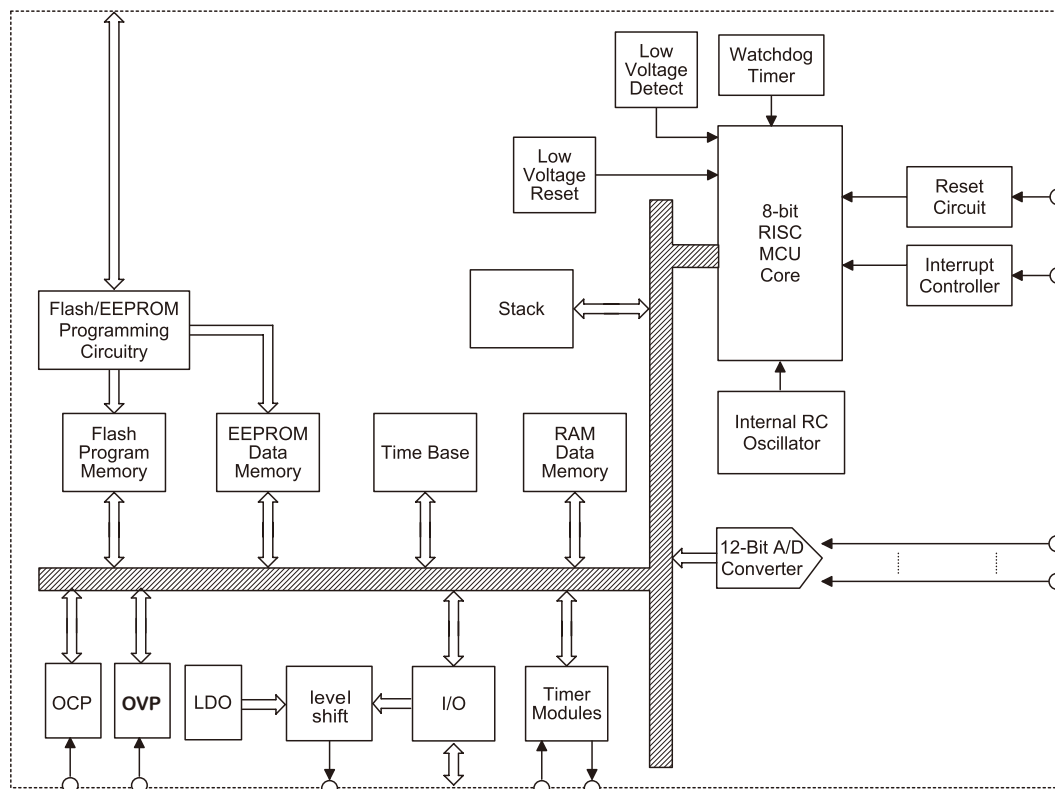 Low
Voltage
Detect
Watchdog
Timer
Low
Voltage
Reset
8-bit
RISC
MCU
Core
Reset
Circuit
Interrupt
Controller
Flash/EEPROM
Programming
Circuitry
Stack
Internal RC
Oscillator
Flash
Program
Memory
EEPROM
Data
Memory
Time Base
RAM
Data
Memory
12-Bit A/D
Converter
OCP
OVP
LDO
level
shift
I/O
Timer
Modules